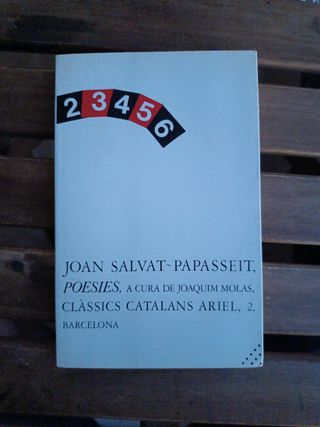 23456
JOAN SALVAT-PAPASSEIT,
POESIES, A CURA DE JOAQUIM MOLAS,
CLÀSSICS CATALANS ARIEL, 2,
BARCELONA